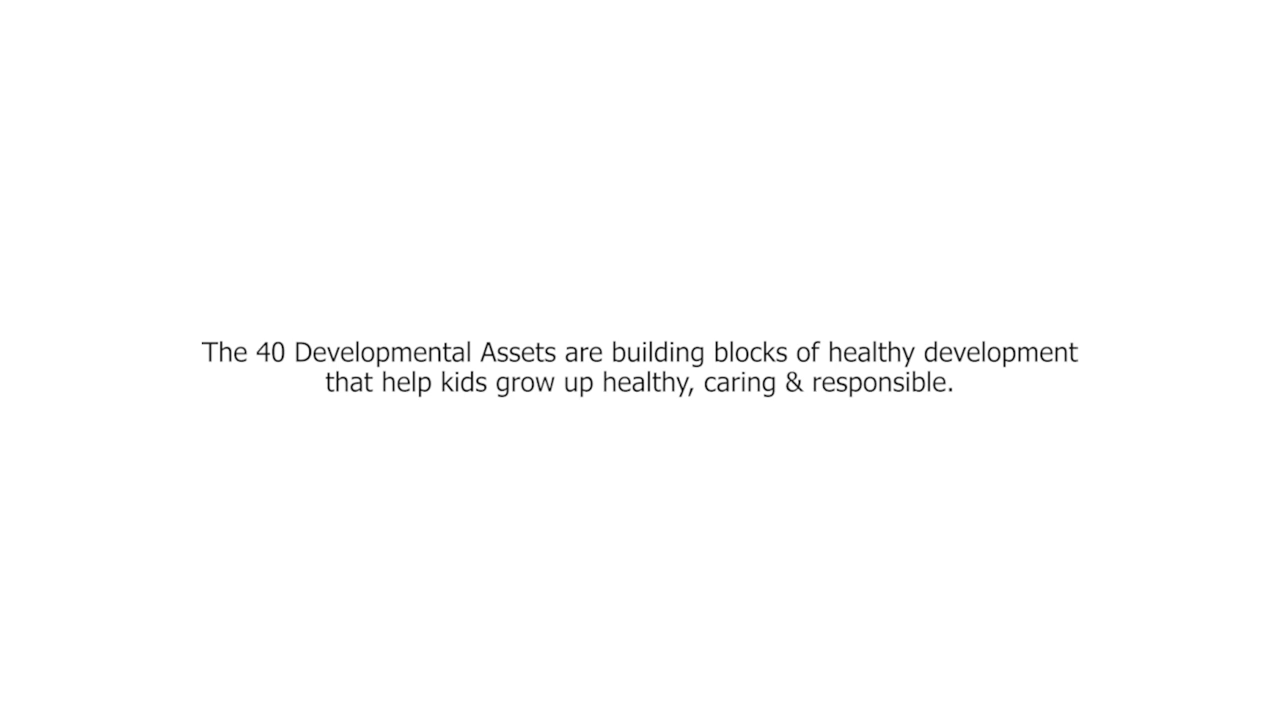 The 40 Developmental Assets are building blocks of healthy development
that help kids grow up healthy, caring & responsible.